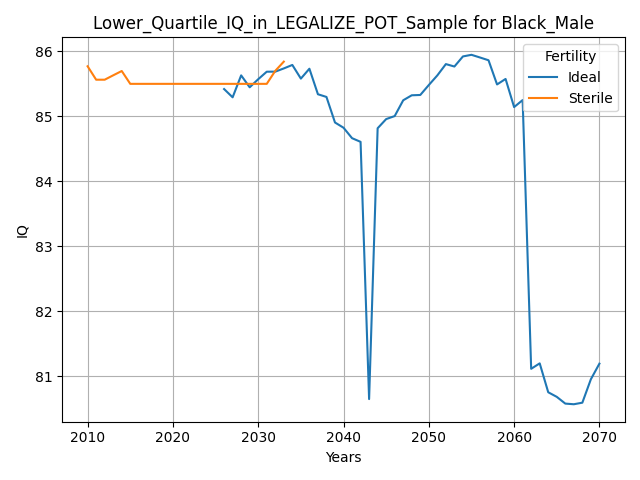 Lower_Quartile_IQ_in_LEGALIZE_POT_Sample for Black_Male
86
85
84
83
82
81
IQ
Fertility
Ideal
Sterile
2010 2020 2030 2040 2050 2060 2070
Years